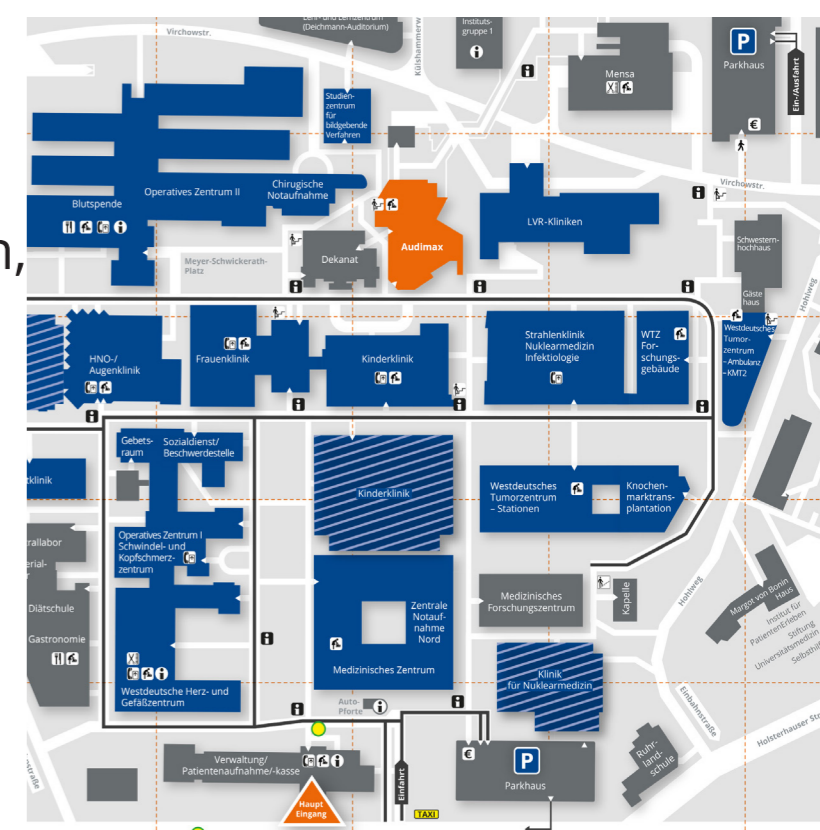 Lehr- und Lernzentrum
(Deichmann-Auditorium)
Instituts-
gruppe 1
i
Virchowstr.
Külshammerw
P
Parkhaus
Ein-/Ausfahrt
€
Mensa
Studien-
zentrum
für
bildgebende
Verfahren
Blutspende
Operatives Zentrum II
Chirugische
Notaufnahme
Audimax
LVR-Kliniken
Virchowstr.
Schwestern-
hochhaus
n,
Meyer-Schwickerath-
Platz
Dekanat
Gäste
haus
Hohlweg
HNO-/
Augenklinik
Frauenklinik
Kinderklinik
Strahlenklinik
Nuklearmedizin
Infektiologie
WTZ
For-
schungs-
gebäude
Westdeutsches
Tumor-
zentrum
– Ambulanz
–KMT2
Gebets-
raum
Sozialdienst/
Beschwerdestelle
tklinik
Kinderklinik
Westdeutsches
Tumorzentrum
– Stationen
Knochen-
marktrans-
plantation
Operatives Zentrum I
Schwindel- und
Kopfschmerz-
zentrum
trallabor
erial-
r
Diätschule
Gastronomie
Zentrale
Notauf-
nahme
Nord
Medizinisches Zentrum
Medizinisches
Forschungszentrum
Kapelle
Hohlweg
Margot von Bonin
Haus
Institut für
PatientenErleben
Stiftung
Universitätsmedizin
Selbsthilf
Westdeutsche Herz- und
Gefäßzentrum
Klinik
für Nuklearmedizin
Auto-
Pforte
i
Einbahnstraße
Holsterhauser Str
Ruhr-
land-
schule
straße
Verwaltung/
Patientenaufnahme/-kasse
Haupt
Eingang
Einfahrt
TAXI
€
P
Parkhaus